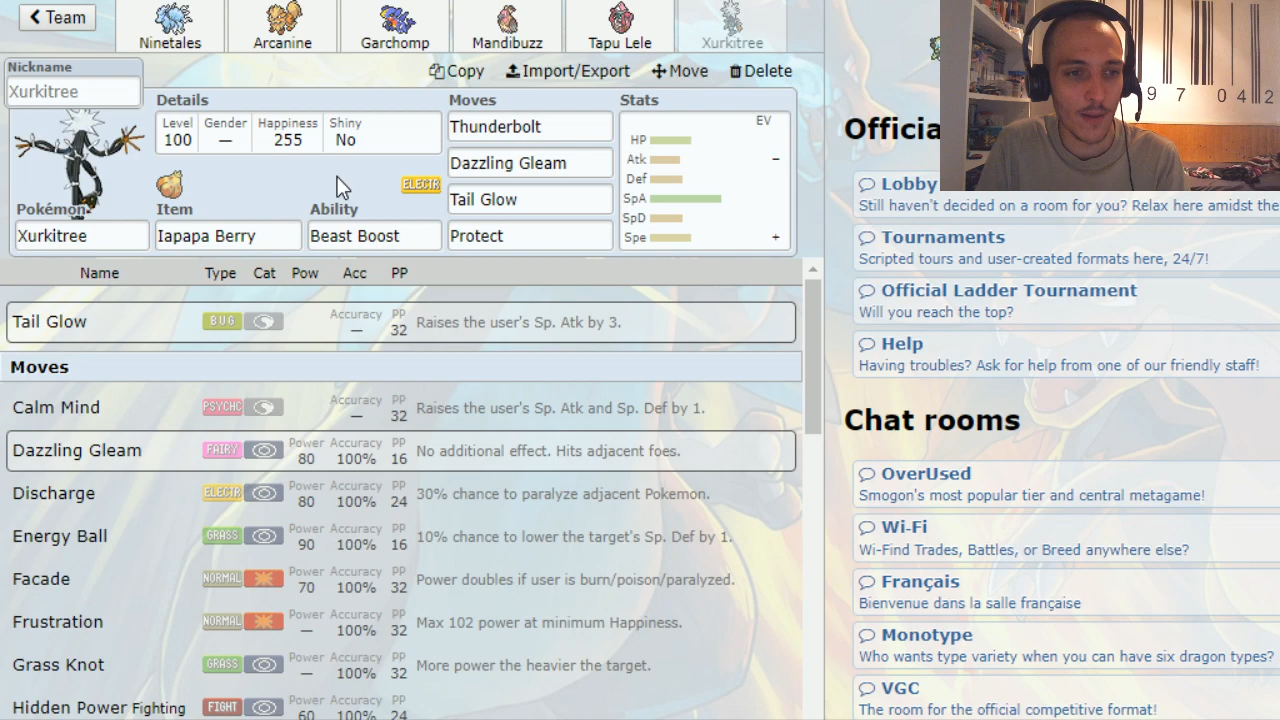 Team
Ninetales
Arcanine
Garchomp
Mandibuzz
Tapu Lele
Xurkitree
Copy
Import/Export
Move
Delete
Nickname
Xurkitree
Details
Level
100
Gender
—
Happiness
255
Shiny
No
ELECTR
Pokémon
Xurkitree
Item
Iapapa Berry
Ability
Beast Boost
Moves
Thunderbolt
Dazzling Gleam
Tail Glow
Protect
Stats
EV
HP
Atk −
Def
SpA
SpD
Spe +
Name Type Cat Pow Acc PP
Tail Glow BUG Accuracy — PP 32 Raises the user's Sp. Atk by 3.
Moves
Calm Mind PSYCHC Accuracy — PP 32 Raises the user's Sp. Atk and Sp. Def by 1.
Dazzling Gleam FAIRY Power 80 Accuracy 100% PP 16 No additional effect. Hits adjacent foes.
Discharge ELECTR Power 80 Accuracy 100% PP 24 30% chance to paralyze adjacent Pokemon.
Energy Ball GRASS Power 90 Accuracy 100% PP 16 10% chance to lower the target's Sp. Def by 1.
Facade NORMAL Power 70 Accuracy 100% PP 32 Power doubles if user is burn/poison/paralyzed.
Frustration NORMAL Power — Accuracy 100% PP 32 Max 102 power at minimum Happiness.
Grass Knot GRASS Power — Accuracy 100% PP 32 More power the heavier the target.
Hidden Power Fighting FIGHT Power 60 Accuracy 100% PP 24
9 7 0 4 2
Officia
Lobby
Still haven't decided on a room for you? Relax here amidst the
Tournaments
Scripted tours and user-created formats here, 24/7!
Official Ladder Tournament
Will you reach the top?
Help
Having troubles? Ask for help from one of our friendly staff!
Chat rooms
OverUsed
Smogon's most popular tier and central metagame!
Wi-Fi
Wi-Find Trades, Battles, or Breed anywhere else?
Français
Bienvenue dans la salle française
Monotype
Who wants type variety when you can have six dragon types?
VGC
The room for the official competitive format!